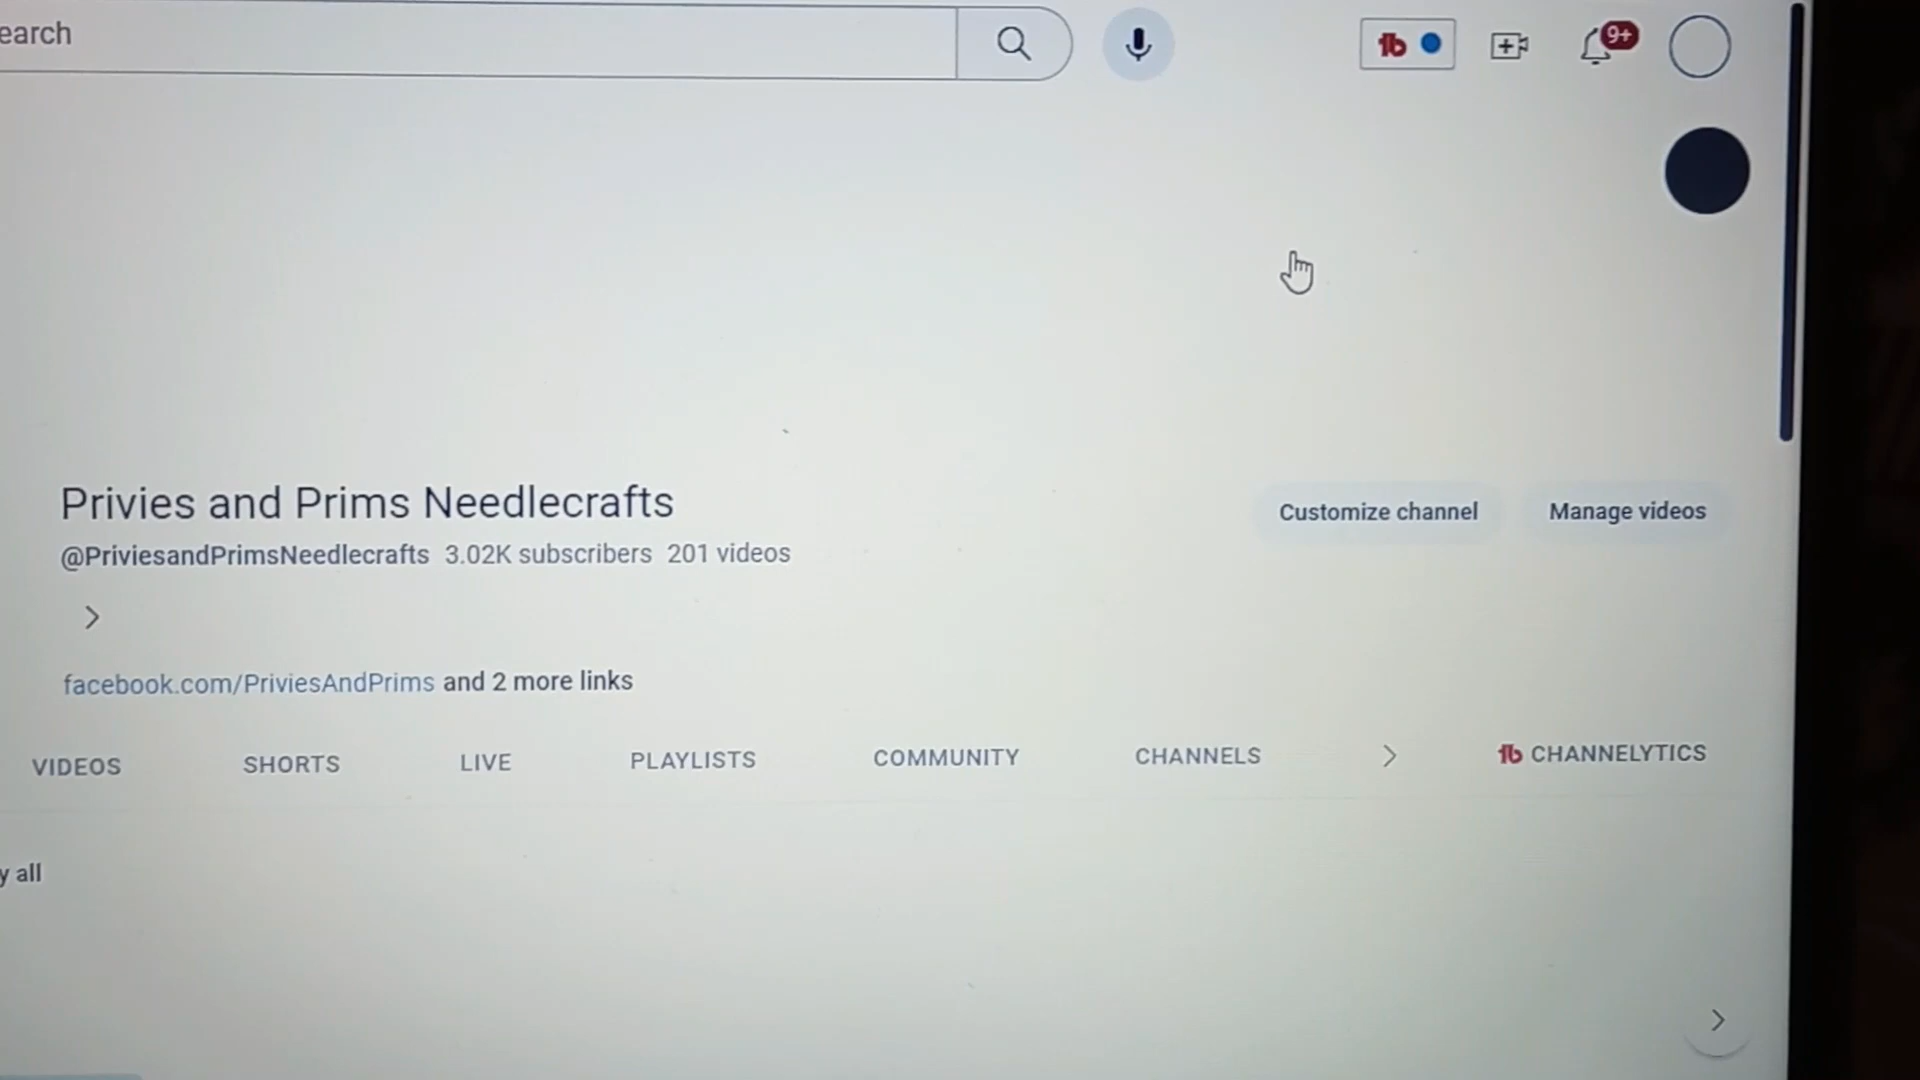 earch
9+
Privies and Prims Needlecrafts
Customize channel
Manage videos
@PriviesandPrimsNeedlecrafts 3.02K subscribers 201 videos
facebook.com/PriviesAndPrims and 2 more links
VIDEOS
SHORTS
LIVE
PLAYLISTS
COMMUNITY
CHANNELS
tb CHANNELYTICS
y all